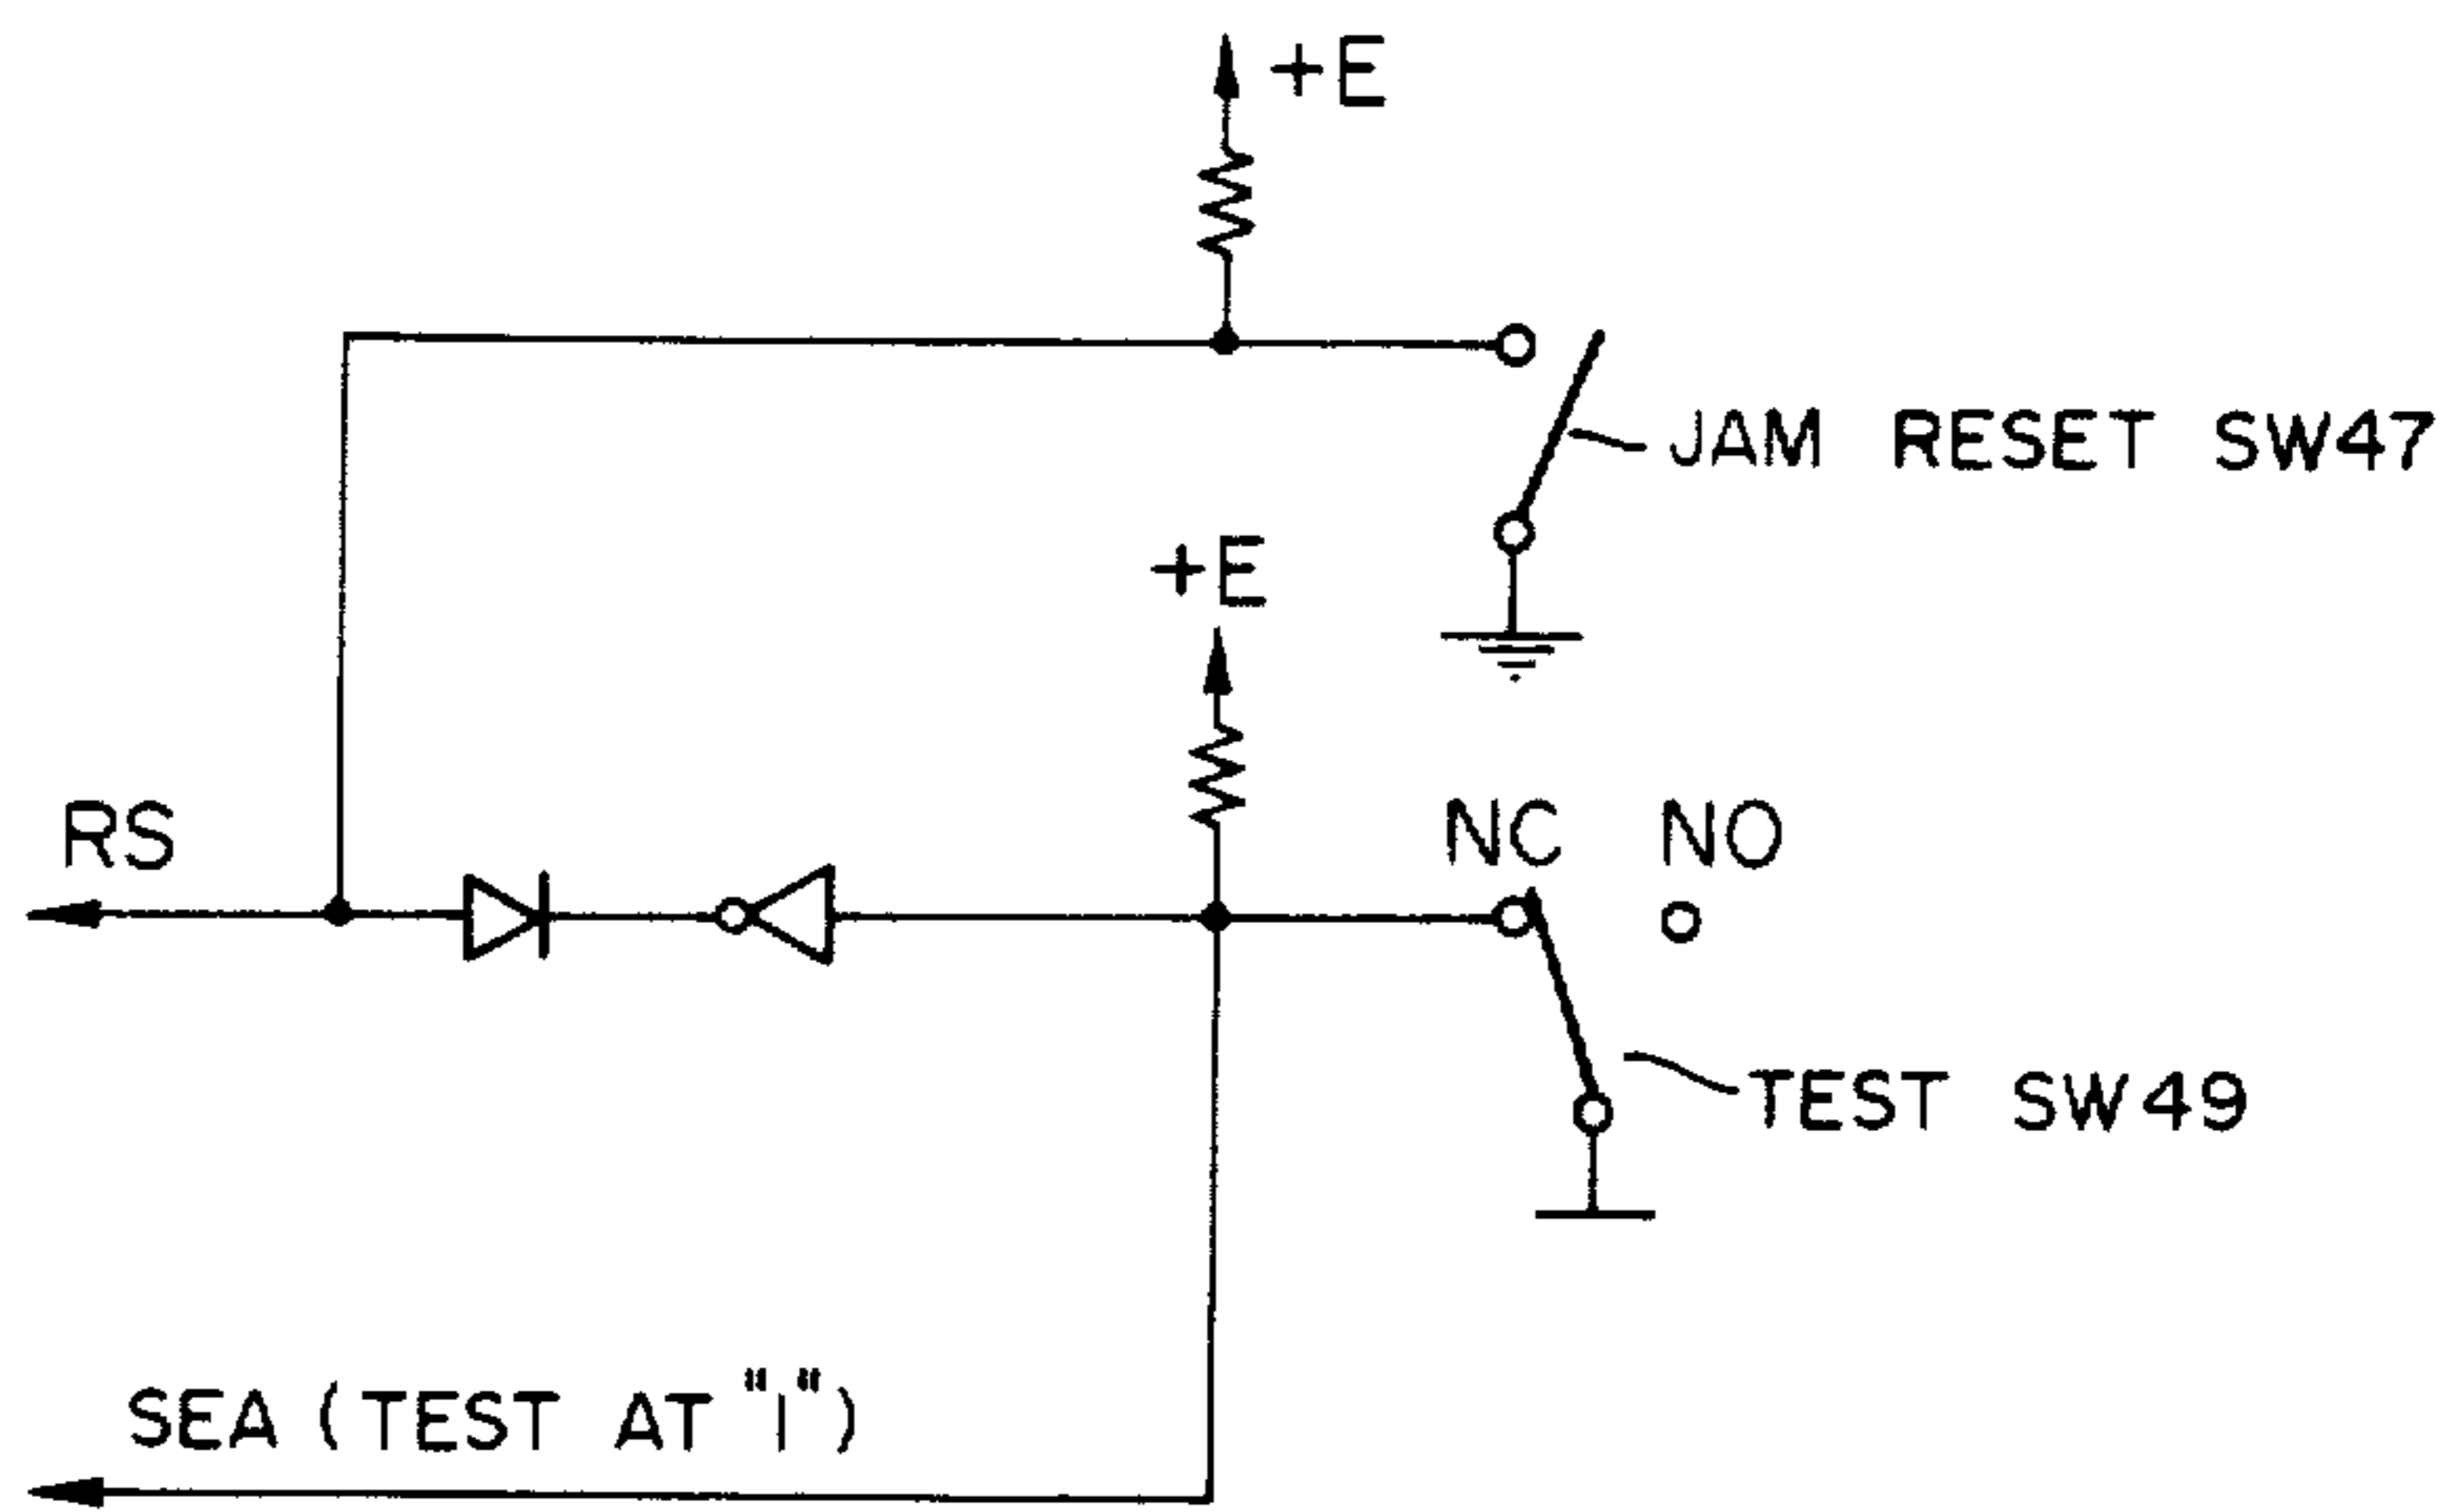 +E
JAM RESET SW47
+E
RS
NC NO
TEST SW49
SEA (TEST AT "1")